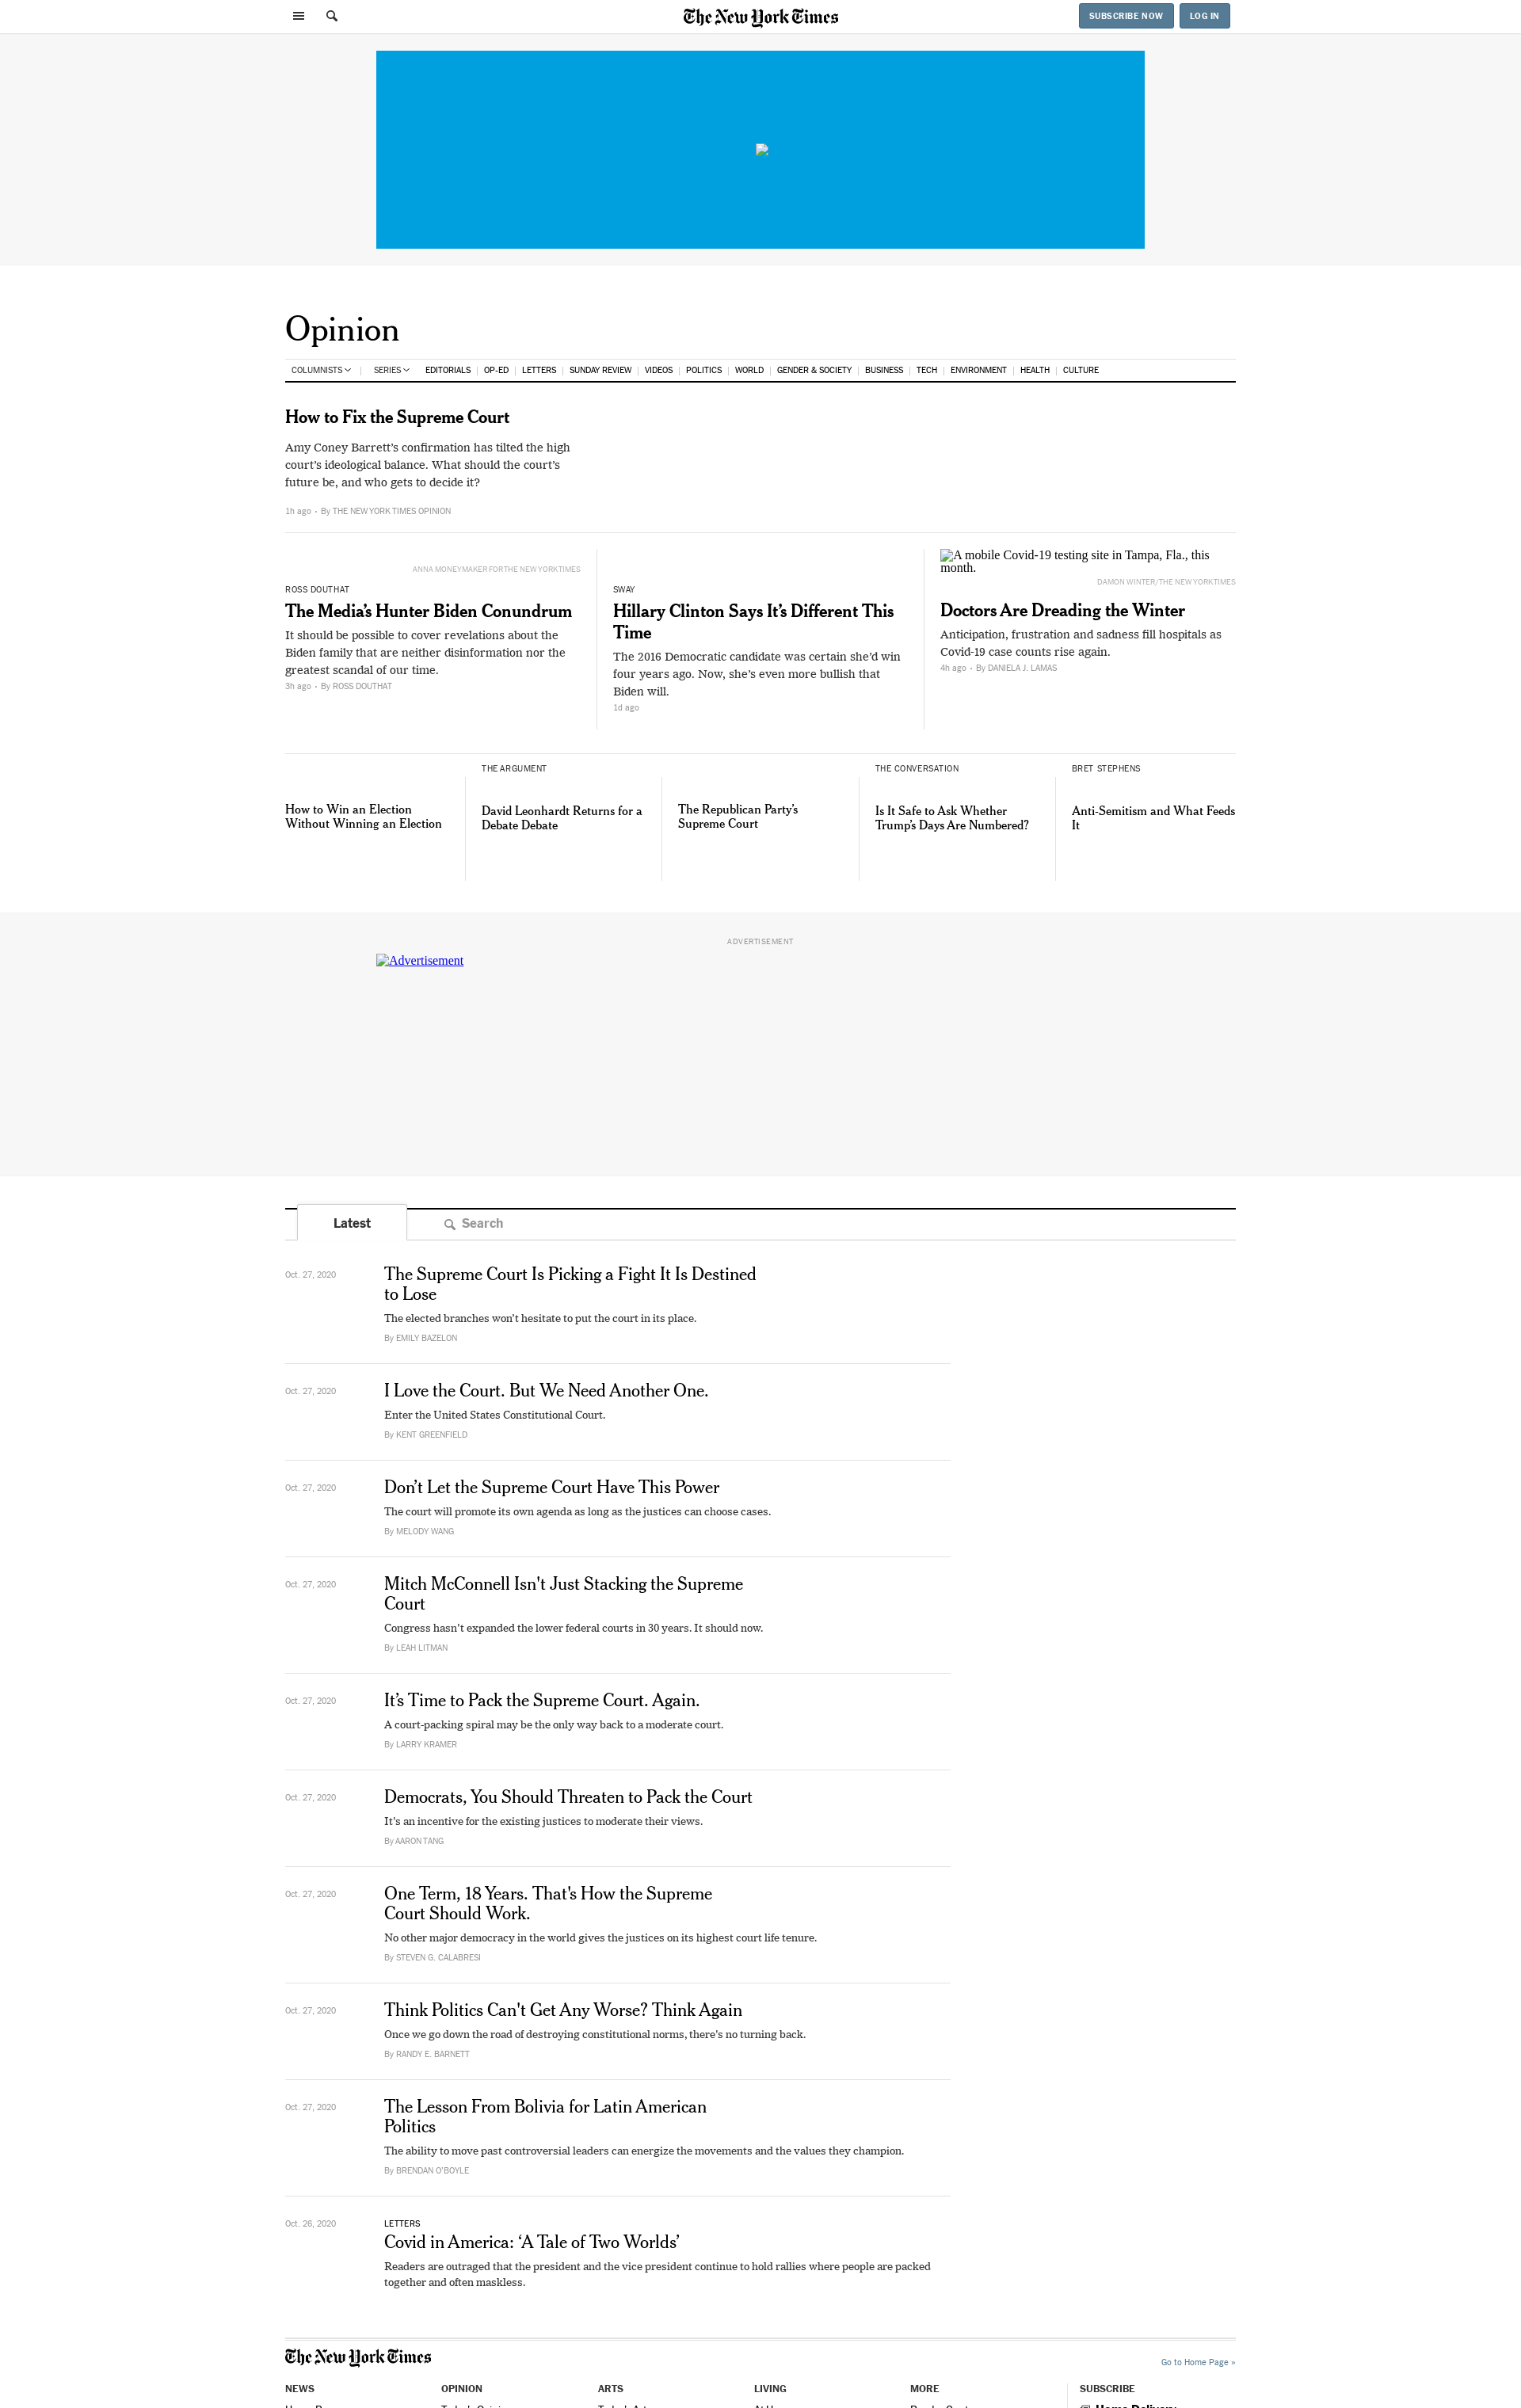 The New York Times
SUBSCRIBE NOW
LOG IN
Opinion
COLUMNISTS
SERIES
EDITORIALS
OP-ED
LETTERS
SUNDAY REVIEW
VIDEOS
POLITICS
WORLD
GENDER & SOCIETY
BUSINESS
TECH
ENVIRONMENT
HEALTH
CULTURE
How to Fix the Supreme Court
Amy Coney Barrett’s confirmation has tilted the high
court’s ideological balance. What should the court’s
future be, and who gets to decide it?
1h ago • By THE NEW YORK TIMES OPINION
ANNA MONEYMAKER FOR THE NEW YORK TIMES
ROSS DOUTHAT
The Media’s Hunter Biden Conundrum
It should be possible to cover revelations about the
Biden family that are neither disinformation nor the
greatest scandal of our time.
3h ago • By ROSS DOUTHAT
SWAY
Hillary Clinton Says It’s Different This
Time
The 2016 Democratic candidate was certain she’d win
four years ago. Now, she’s even more bullish that
Biden will.
1d ago
A mobile Covid-19 testing site in Tampa, Fla., this
month.
DAMON WINTER/THE NEW YORK TIMES
Doctors Are Dreading the Winter
Anticipation, frustration and sadness fill hospitals as
Covid-19 case counts rise again.
4h ago • By DANIELA J. LAMAS
How to Win an Election
Without Winning an Election
THE ARGUMENT
David Leonhardt Returns for a
Debate Debate
The Republican Party’s
Supreme Court
THE CONVERSATION
Is It Safe to Ask Whether
Trump’s Days Are Numbered?
BRET STEPHENS
Anti-Semitism and What Feeds
It
ADVERTISEMENT
Advertisement
Latest
Search
Oct. 27, 2020
The Supreme Court Is Picking a Fight It Is Destined
to Lose
The elected branches won’t hesitate to put the court in its place.
By EMILY BAZELON
Oct. 27, 2020
I Love the Court. But We Need Another One.
Enter the United States Constitutional Court.
By KENT GREENFIELD
Oct. 27, 2020
Don’t Let the Supreme Court Have This Power
The court will promote its own agenda as long as the justices can choose cases.
By MELODY WANG
Oct. 27, 2020
Mitch McConnell Isn't Just Stacking the Supreme
Court
Congress hasn’t expanded the lower federal courts in 30 years. It should now.
By LEAH LITMAN
Oct. 27, 2020
It’s Time to Pack the Supreme Court. Again.
A court-packing spiral may be the only way back to a moderate court.
By LARRY KRAMER
Oct. 27, 2020
Democrats, You Should Threaten to Pack the Court
It’s an incentive for the existing justices to moderate their views.
By AARON TANG
Oct. 27, 2020
One Term, 18 Years. That's How the Supreme
Court Should Work.
No other major democracy in the world gives the justices on its highest court life tenure.
By STEVEN G. CALABRESI
Oct. 27, 2020
Think Politics Can't Get Any Worse? Think Again
Once we go down the road of destroying constitutional norms, there’s no turning back.
By RANDY E. BARNETT
Oct. 27, 2020
The Lesson From Bolivia for Latin American
Politics
The ability to move past controversial leaders can energize the movements and the values they champion.
By BRENDAN O’BOYLE
Oct. 26, 2020
LETTERS
Covid in America: ‘A Tale of Two Worlds’
Readers are outraged that the president and the vice president continue to hold rallies where people are packed
together and often maskless.
The New York Times
Go to Home Page »
NEWS
OPINION
ARTS
LIVING
MORE
SUBSCRIBE